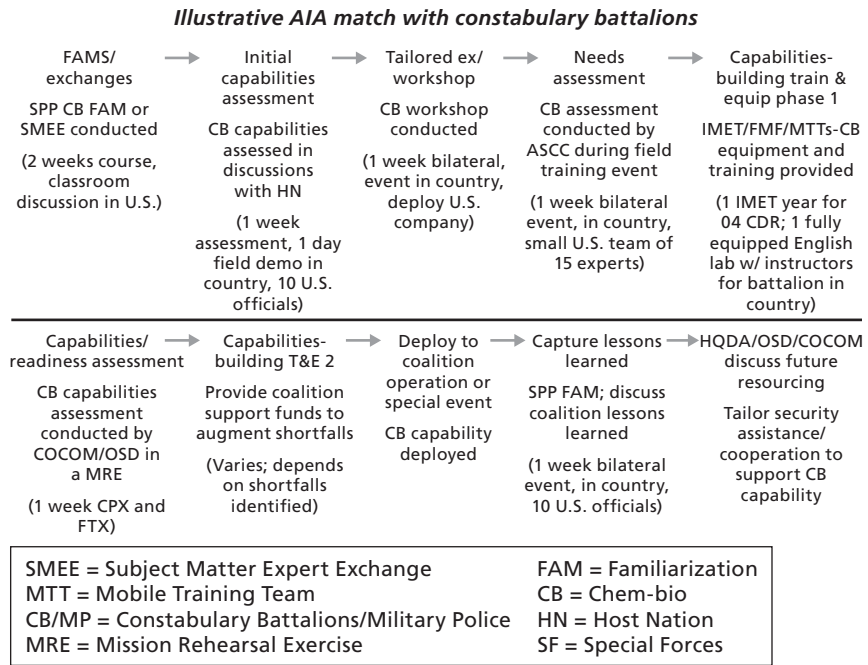 Illustrative AIA match with constabulary battalions
FAMS/
exchanges
SPP CB FAM or
SMEE conducted
(2 weeks course,
classroom
discussion in U.S.)
Initial
capabilities
assessment
CB capabilities
assessed in
discussions
with HN
(1 week
assessment, 1 day
field demo in
country, 10 U.S.
officials)
Tailored ex/
workshop
CB workshop
conducted
(1 week bilateral,
event in country,
deploy U.S.
company)
Needs
assessment
CB assessment
conducted by
ASCC during field
training event
(1 week bilateral
event, in country,
small U.S. team of
15 experts)
Capabilities-
building train &
equip phase 1
IMET/FMF/MTTs-CB
equipment and
training provided
(1 IMET year for
04 CDR; 1 fully
equipped English
lab w/ instructors
for battalion in
country)
Capabilities/
readiness assessment
CB capabilities
assessment
conducted by
COCOM/OSD in
a MRE
(1 week CPX and
FTX)
Capabilities-
building T&E 2
Provide coalition
support funds to
augment shortfalls
(Varies; depends
on shortfalls
identified)
Deploy to
coalition
operation or
special event
CB capability
deployed
Capture lessons
learned
SPP FAM; discuss
coalition lessons
learned
(1 week bilateral
event, in country,
10 U.S. officials)
HQDA/OSD/COCOM
discuss future
resourcing
Tailor security
assistance/
cooperation to
support CB
capability
SMEE = Subject Matter Expert Exchange
MTT = Mobile Training Team
CB/MP = Constabulary Battalions/Military Police
MRE = Mission Rehearsal Exercise
FAM = Familiarization
CB = Chem-bio
HN = Host Nation
SF = Special Forces